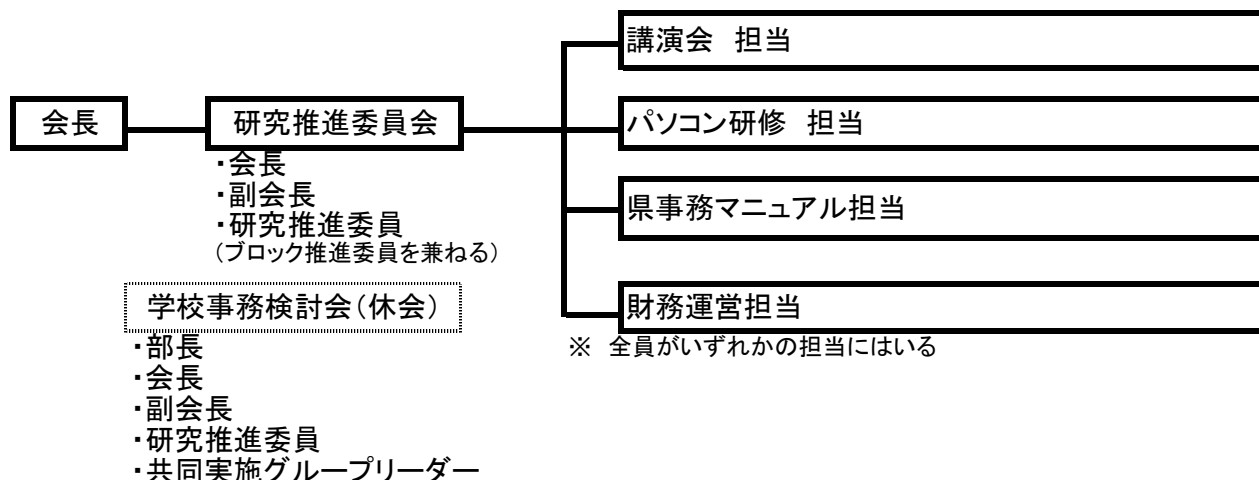 会長
研究推進委員会
・会長
・副会長
・研究推進委員
(ブロック推進委員を兼ねる)
学校事務検討会(休会)
・部長
・会長
・副会長
・研究推進委員
・共同実施グループリーダー
講演会 担当
パソコン研修 担当
県事務マニュアル担当
財務運営担当
※ 全員がいずれかの担当にはいる